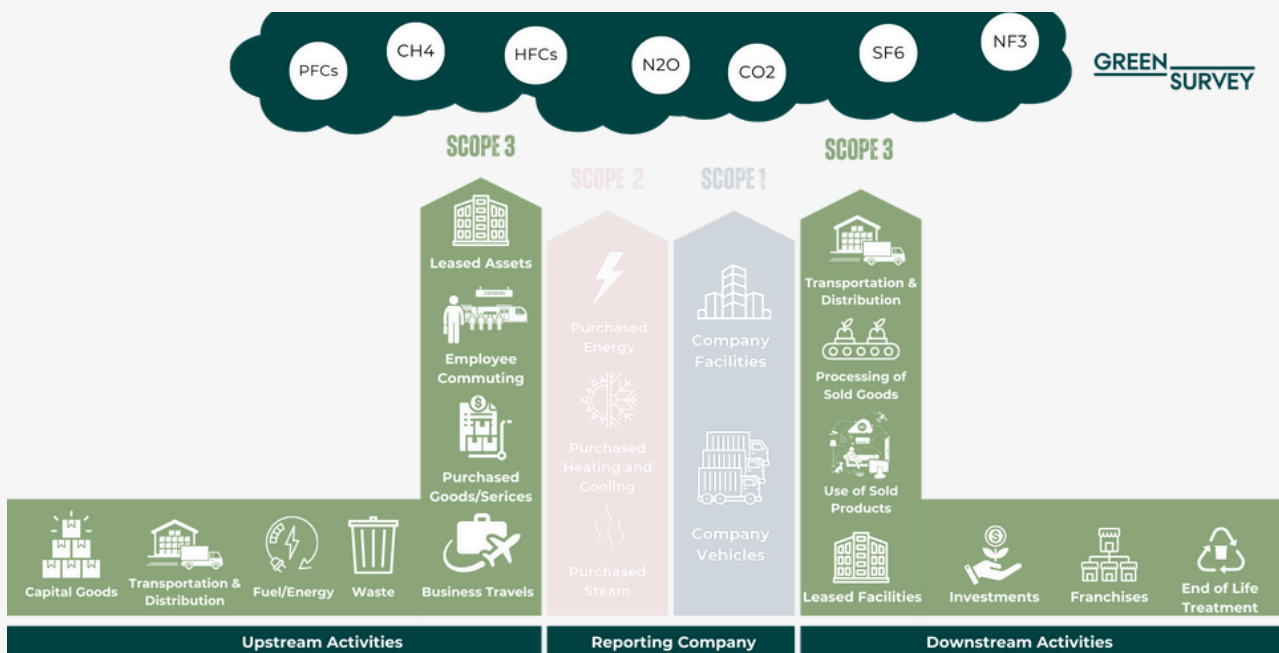 PFCs
CH4
HFCs
N2O
CO2
SF6
NF3
GREEN
SURVEY
SCOPE 3
SCOPE 2
SCOPE 1
SCOPE 3
Leased Assets
Employee
Commuting
Purchased
Goods/Serices
Capital Goods
Transportation &
Distribution
Fuel/Energy
Waste
Business Travels
Purchased
Energy
Purchased
Heating and
Cooling
Purchased
Steam
Company
Facilities
Company
Vehicles
Transportation &
Distribution
Processing of
Sold Goods
Use of Sold
Products
Leased Facilities
Investments
Franchises
End of Life
Treatment
Upstream Activities
Reporting Company
Downstream Activities